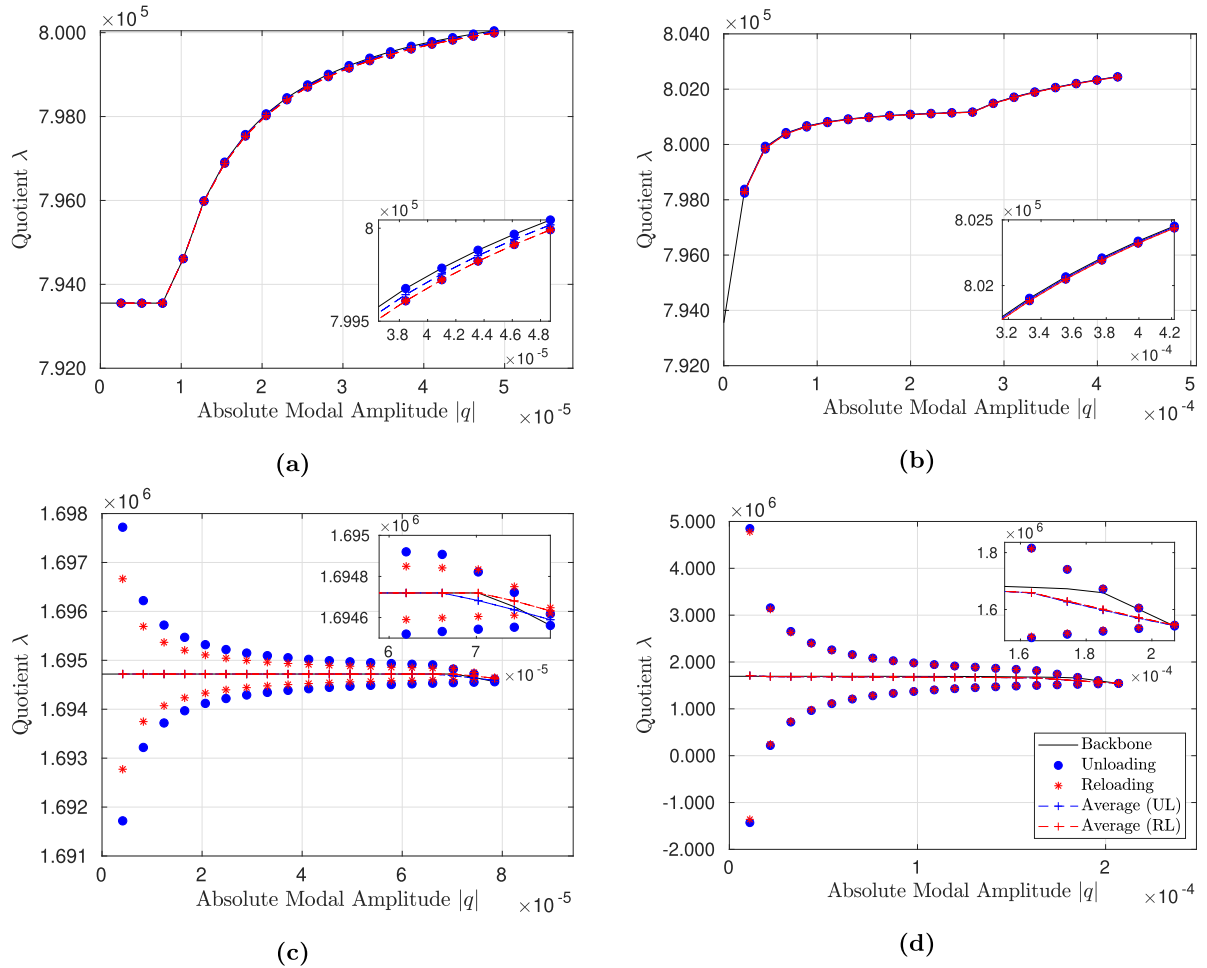 ×10 5
8.000
7.980
7.960
7.940
7.920
Quotient λ
0 1 2 3 4 5
Absolute Modal Amplitude |q|
×10 -5
×10 5
8
7.995
3.8 4 4.2 4.4 4.6 4.8
×10 -5
(a)
×10 5
8.040
8.020
8.000
7.980
7.960
7.940
7.920
Quotient λ
0 1 2 3 4 5
Absolute Modal Amplitude |q|
×10 -4
×10 5
8.025
8.02
3.2 3.4 3.6 3.8 4 4.2
×10 -4
(b)
×10 6
1.698
1.697
1.696
1.695
1.694
1.693
1.692
1.691
Quotient λ
0 2 4 6 8
Absolute Modal Amplitude |q|
×10 -5
×10 6
1.695
1.6948
1.6946
6 7
×10 -5
(c)
×10 6
5.000
4.000
3.000
2.000
1.000
0.000
-1.000
-2.000
Quotient λ
0 1 2
Absolute Modal Amplitude |q|
×10 -4
×10 6
1.8
1.6
1.6 1.8 2
×10 -4
Backbone
Unloading
Reloading
Average (UL)
Average (RL)
(d)